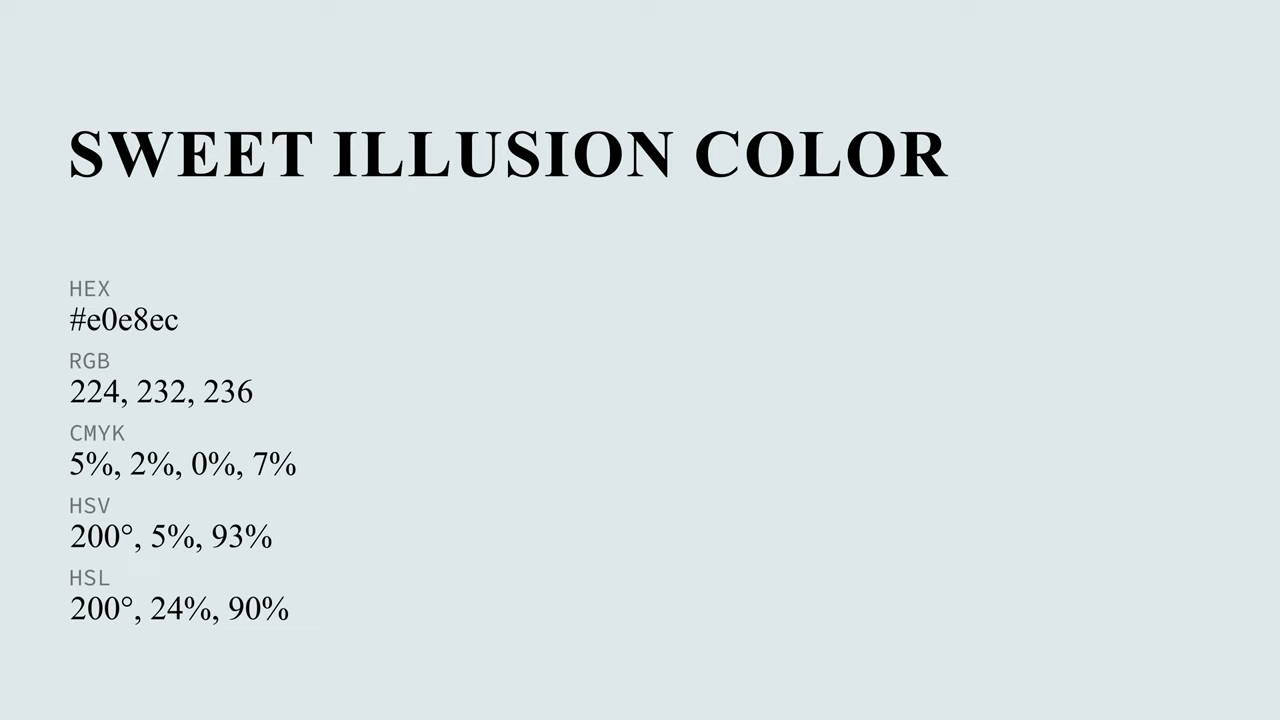 SWEET ILLUSION COLOR
HEX
#e0e8ec
RGB
224, 232, 236
CMYK
5%, 2%, 0%, 7%
HSV
200°, 5%, 93%
HSL
200°, 24%, 90%